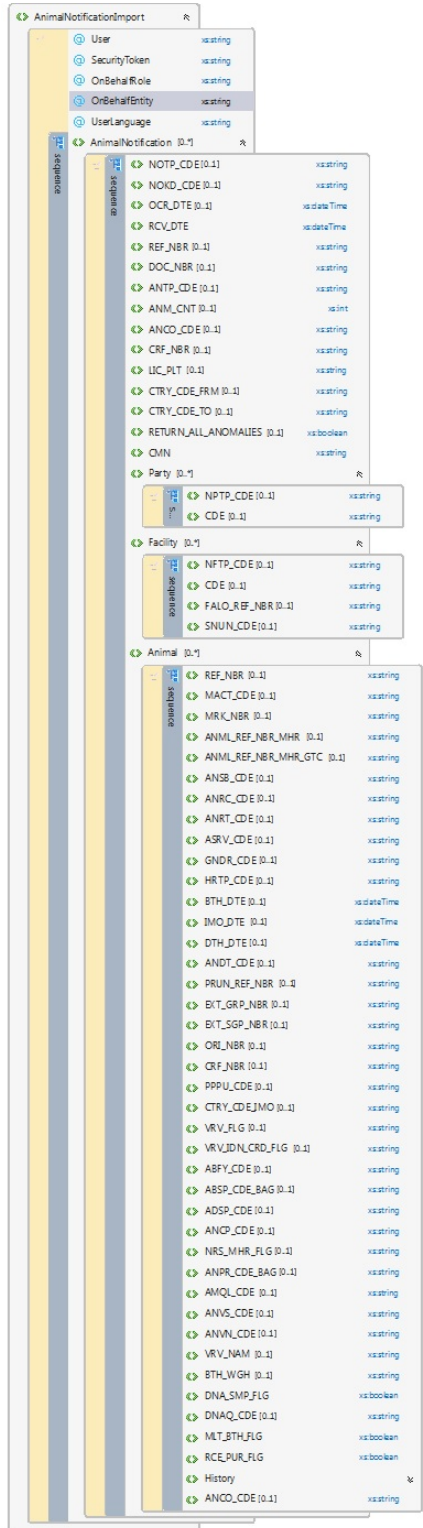 AnimalNotificationImport
User xs:string
SecurityToken xs:string
OnBehalfRole xs:string
OnBehalfEntity xs:string
UserLanguage xs:string
sequence
AnimalNotification [0..*]
sequence
NOTP_CDE [0..1] xs:string
NOKD_CDE [0..1] xs:string
OCR_DTE [0..1] xs:dateTime
RCV_DTE xs:dateTime
REF_NBR [0..1] xs:string
DOC_NBR [0..1] xs:string
ANTP_CDE [0..1] xs:string
ANM_CNT [0..1] xs:int
ANCO_CDE [0..1] xs:string
CRF_NBR [0..1] xs:string
LIC_PLT [0..1] xs:string
CTRY_CDE_FRM [0..1] xs:string
CTRY_CDE_TO [0..1] xs:string
RETURN_ALL_ANOMALIES [0..1] xs:boolean
CMN xs:string
Party [0..*]
S...
NPTP_CDE [0..1] xs:string
CDE [0..1] xs:string
Facility [0..*]
sequence
NFTP_CDE [0..1] xs:string
CDE [0..1] xs:string
FALO_REF_NBR [0..1] xs:string
SNUN_CDE [0..1] xs:string
Animal [0..*]
sequence
REF_NBR [0..1] xs:string
MACT_CDE [0..1] xs:string
MRK_NBR [0..1] xs:string
ANML_REF_NBR_MHR [0..1] xs:string
ANML_REF_NBR_MHR_GTC [0..1] xs:string
ANSB_CDE [0..1] xs:string
ANRC_CDE [0..1] xs:string
ANRT_CDE [0..1] xs:string
ASRV_CDE [0..1] xs:string
GNDR_CDE [0..1] xs:string
HRTP_CDE [0..1] xs:string
BTH_DTE [0..1] xs:dateTime
IMO_DTE [0..1] xs:dateTime
DTH_DTE [0..1] xs:dateTime
ANDT_CDE [0..1] xs:string
PRUN_REF_NBR [0..1] xs:string
EXT_GRP_NBR [0..1] xs:string
EXT_SGP_NBR [0..1] xs:string
ORI_NBR [0..1] xs:string
CRF_NBR [0..1] xs:string
PPPU_CDE [0..1] xs:string
CTRY_CDE_IMO [0..1] xs:string
VRV_FLG [0..1] xs:string
VRV_IDN_CRD_FLG [0..1] xs:string
ABFY_CDE [0..1] xs:string
ABSP_CDE_BAG [0..1] xs:string
ADSP_CDE [0..1] xs:string
ANCP_CDE [0..1] xs:string
NRS_MHR_FLG [0..1] xs:string
ANPR_CDE_BAG [0..1] xs:string
AMQL_CDE [0..1] xs:string
ANVS_CDE [0..1] xs:string
ANVN_CDE [0..1] xs:string
VRV_NAM [0..1] xs:string
BTH_WGH [0..1] xs:string
DNA_SMP_FLG xs:boolean
DNAQ_CDE [0..1] xs:string
MLT_BTH_FLG xs:boolean
RCE_PUR_FLG xs:boolean
History
ANCO_CDE [0..1] xs:string